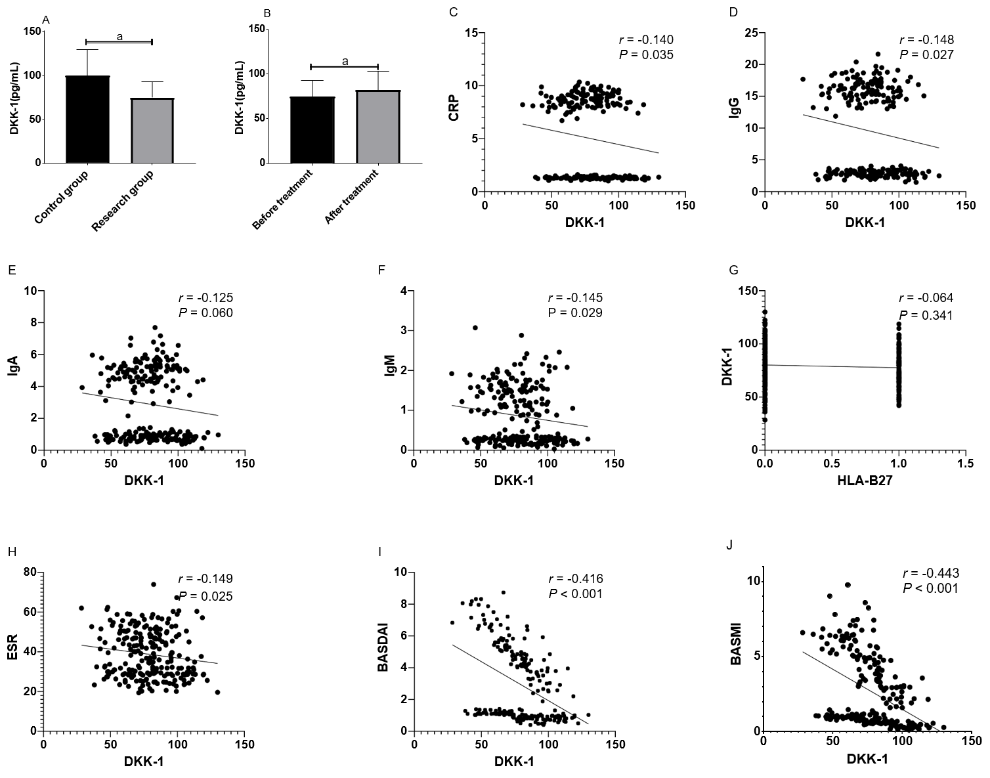 A
150
100
50
0
DKK-1(pg/mL)
a
Control group
Research group
B
150
100
50
0
DKK-1(pg/mL)
a
Before treatment
After treatment
C
r = -0.140
P = 0.035
15
10
5
0
CRP
0 50 100 150
DKK-1
D
r = -0.148
P = 0.027
25
20
15
10
5
0
IgG
0 50 100 150
DKK-1
E
r = -0.125
P = 0.060
10
8
6
4
2
0
IgA
0 50 100 150
DKK-1
F
r = -0.145
P = 0.029
4
3
2
1
0
IgM
0 50 100 150
DKK-1
G
r = -0.064
P = 0.341
150
100
50
0
DKK-1
0.0 0.5 1.0 1.5
HLA-B27
H
r = -0.149
P = 0.025
80
60
40
20
0
ESR
0 50 100 150
DKK-1
I
r = -0.416
P < 0.001
10
8
6
4
2
0
BASDAI
0 50 100 150
DKK-1
J
r = -0.443
P < 0.001
10
5
0
BASMI
0 50 100 150
DKK-1